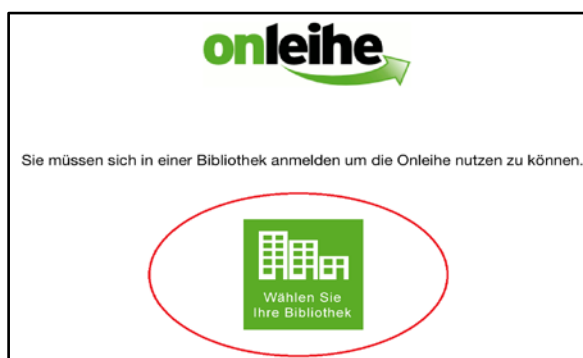 onleihe
Sie müssen sich in einer Bibliothek anmelden um die Onleihe nutzen zu können.
Wählen Sie
Ihre Bibliothek